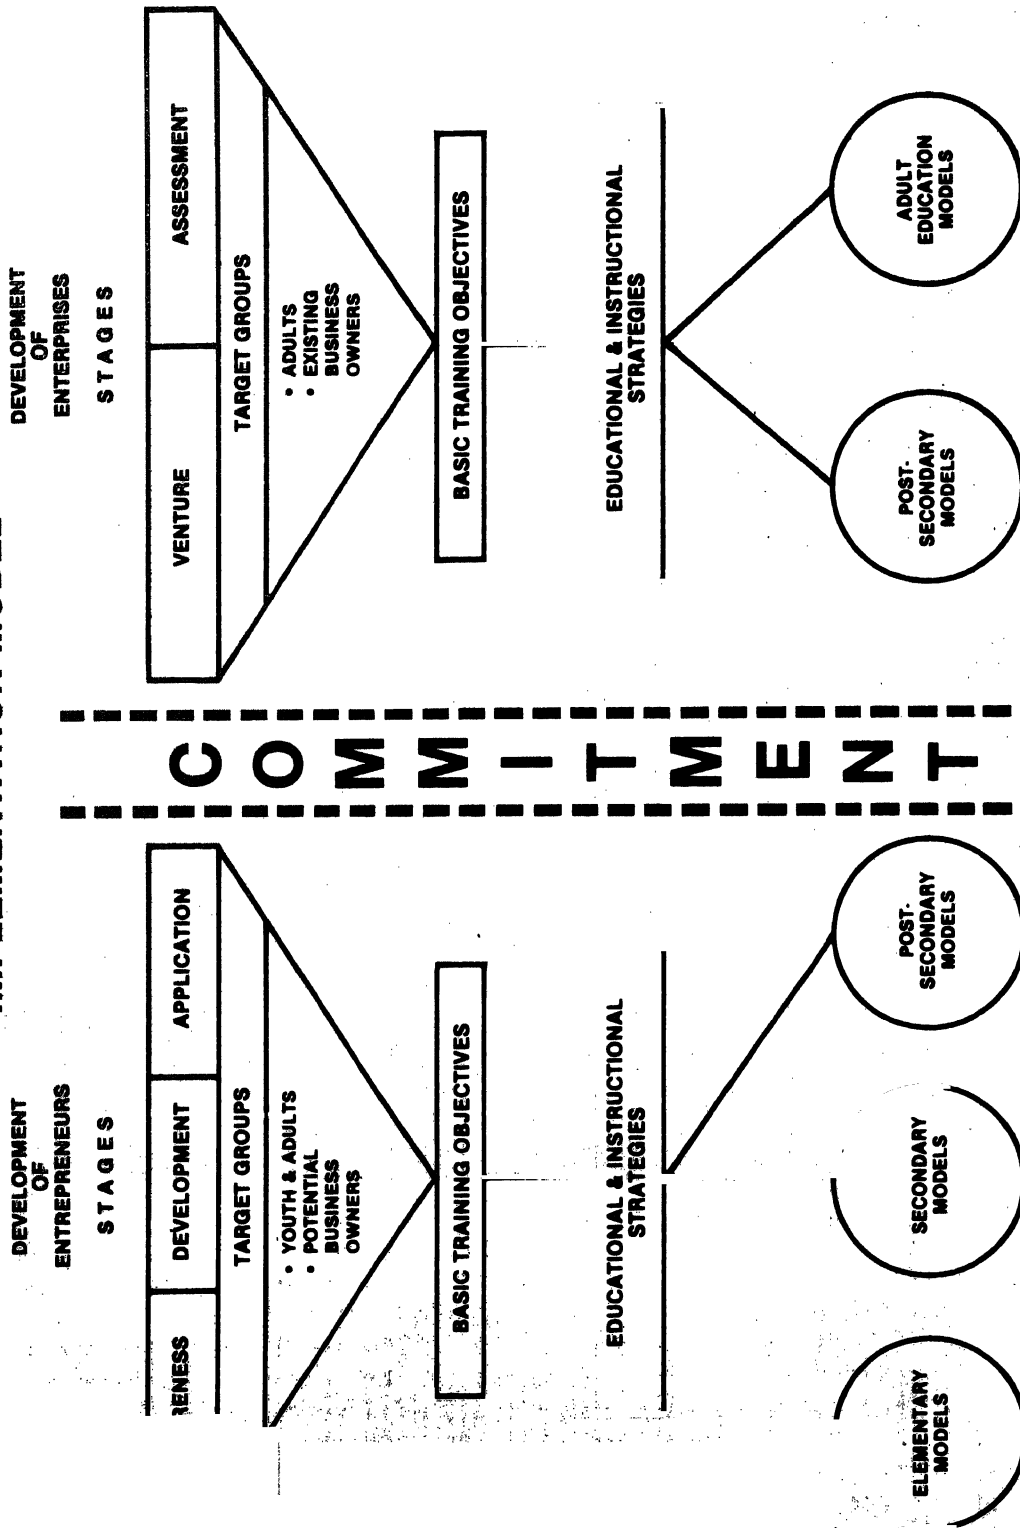 DEVELOPMENT
OF
ENTREPRENEURS
STAGES
RENESS
DEVELOPMENT
APPLICATION
TARGET GROUPS
• YOUTH & ADULTS
• POTENTIAL
BUSINESS
OWNERS
BASIC TRAINING OBJECTIVES
EDUCATIONAL & INSTRUCTIONAL
STRATEGIES
ELEMENTARY
MODELS
SECONDARY
MODELS
POST-
SECONDARY
MODELS
COMMITMENT
DEVELOPMENT
OF
ENTERPRISES
STAGES
VENTURE
ASSESSMENT
TARGET GROUPS
• ADULTS
• EXISTING
BUSINESS
OWNERS
BASIC TRAINING OBJECTIVES
EDUCATIONAL & INSTRUCTIONAL
STRATEGIES
POST-
SECONDARY
MODELS
ADULT
EDUCATION
MODELS